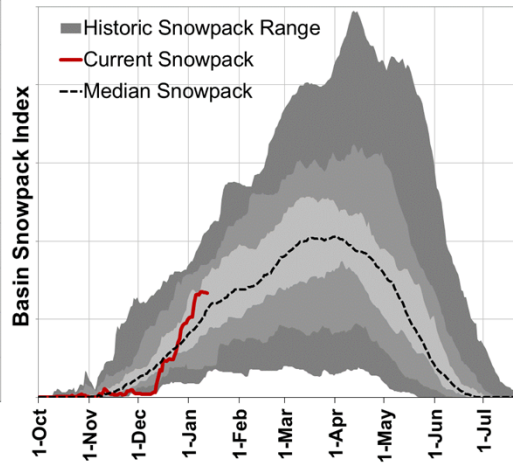 Historic Snowpack Range
Current Snowpack
Median Snowpack
Basin Snowpack Index
1-Oct
1-Nov
1-Dec
1-Jan
1-Feb
1-Mar
1-Apr
1-May
1-Jun
1-Jul